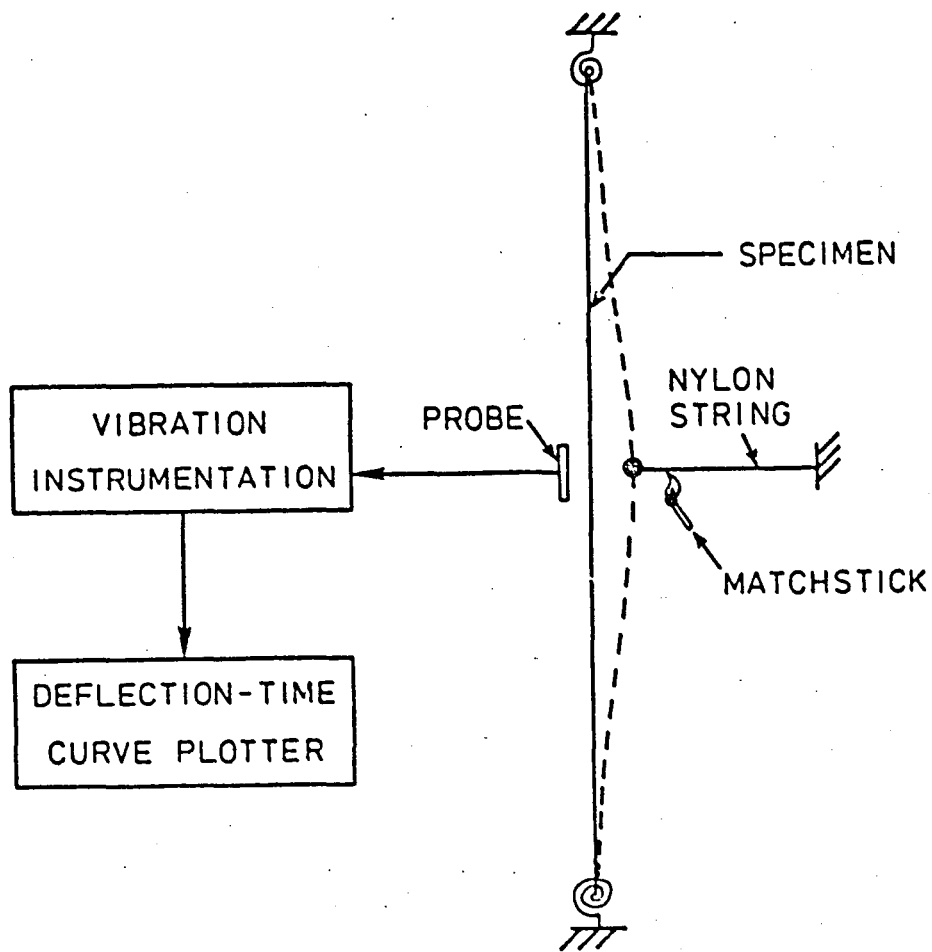 SPECIMEN
NYLON
STRING
PROBE
VIBRATION
INSTRUMENTATION
MATCHSTICK
DEFLECTION-TIME
CURVE PLOTTER